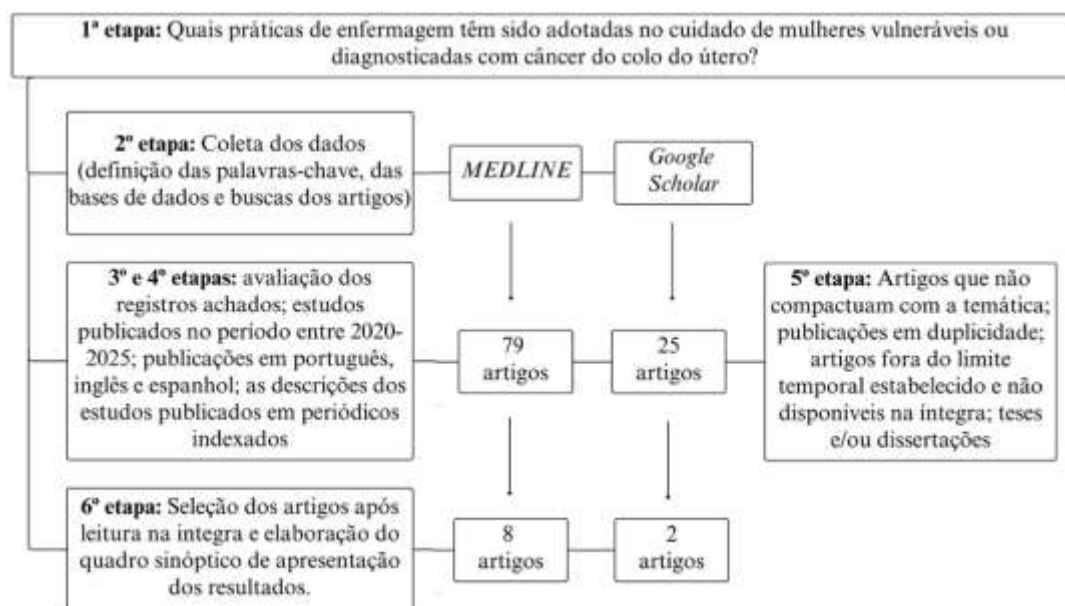 1ª etapa: Quais práticas de enfermagem têm sido adotadas no cuidado de mulheres vulneráveis ou
diagnosticadas com câncer do colo do útero?
2º etapa: Coleta dos dados
(definição das palavras-chave, das
bases de dados e buscas dos artigos)
MEDLINE
Google
Scholar
3º e 4º etapas: avaliação dos
registros achados; estudos
publicados no período entre 2020-
2025; publicações em português,
inglês e espanhol; as descrições dos
estudos publicados em periódicos
indexados
79
artigos
25
artigos
5º etapa: Artigos que não
compactuam com a temática;
publicações em duplicidade;
artigos fora do limite
temporal estabelecido e não
disponíveis na íntegra; teses
e/ou dissertações
6º etapa: Seleção dos artigos após
leitura na integra e elaboração do
quadro sinóptico de apresentação
dos resultados.
8
artigos
2
artigos